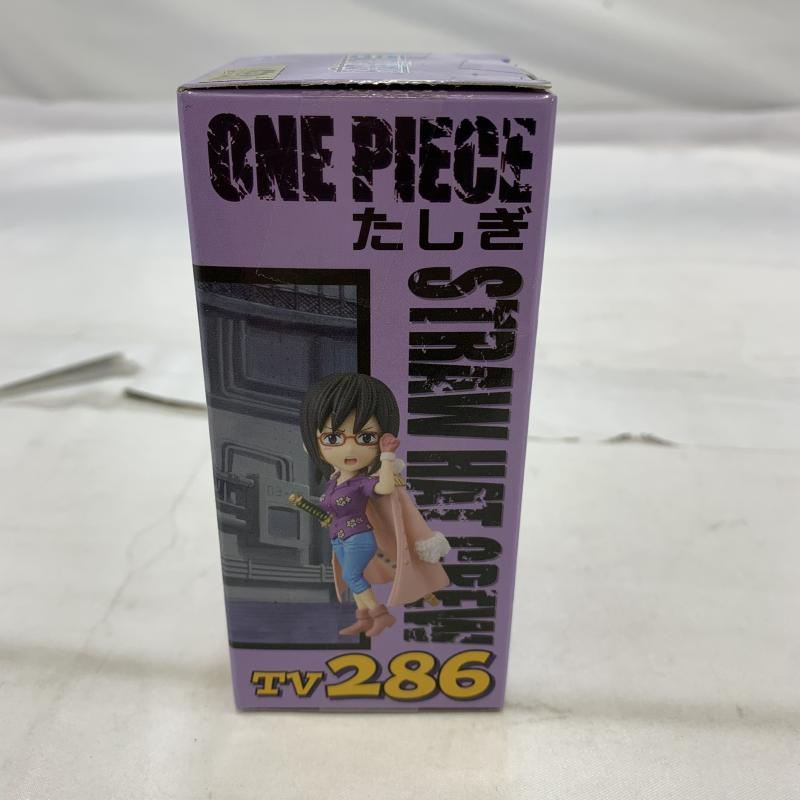 ONE PIECE
たしぎ
STRAW HAT CREW
TV286